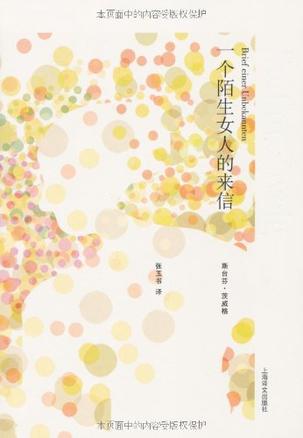 本页面中的内容受版权保护
Brief einer Unbekannten
一个陌生女人的来信
斯台芬·茨威格
张玉书 译
上海译文出版社
本页面中的内容受版权保护